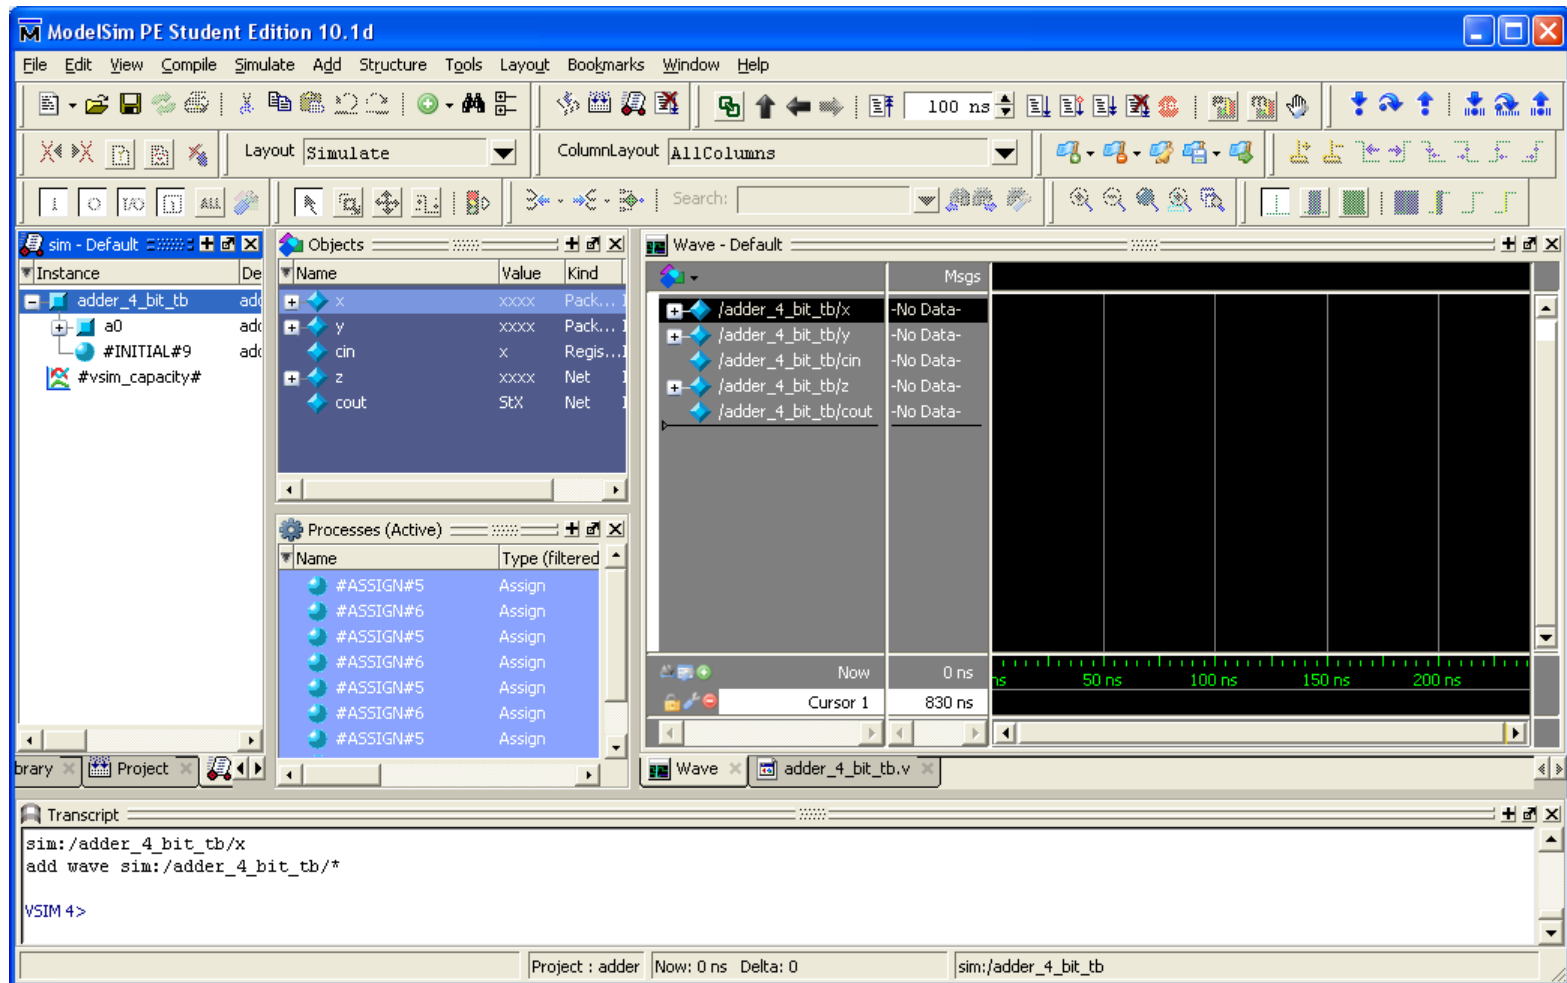 ModelSim PE Student Edition 10.1d
File Edit View Compile Simulate Add Structure Tools Layout Bookmarks Window Help
100 ns
Layout Simulate ColumnLayout AllColumns
I O I/O ALL Search:
sim - Default
Instance De
adder_4_bit_tb add
a0 add
#INITIAL#9 add
#vsim_capacity#
Objects
Name Value Kind
x xxxx Pack... I
y xxxx Pack... I
cin x Regis... I
z xxxx Net I
cout StX Net I
Processes (Active)
Name Type (filtered
#ASSIGN#5 Assign
#ASSIGN#6 Assign
#ASSIGN#5 Assign
#ASSIGN#6 Assign
#ASSIGN#5 Assign
#ASSIGN#6 Assign
#ASSIGN#5 Assign
Wave - Default
Msgs
/adder_4_bit_tb/x -No Data-
/adder_4_bit_tb/y -No Data-
/adder_4_bit_tb/cin -No Data-
/adder_4_bit_tb/z -No Data-
/adder_4_bit_tb/cout -No Data-
Now 0 ns
ns 50 ns 100 ns 150 ns 200 ns
Cursor 1 830 ns
brary Project
Wave adder_4_bit_tb.v
Transcript
sim:/adder_4_bit_tb/x
add wave sim:/adder_4_bit_tb/*
VSIM 4>
Project : adder Now: 0 ns Delta: 0 sim:/adder_4_bit_tb